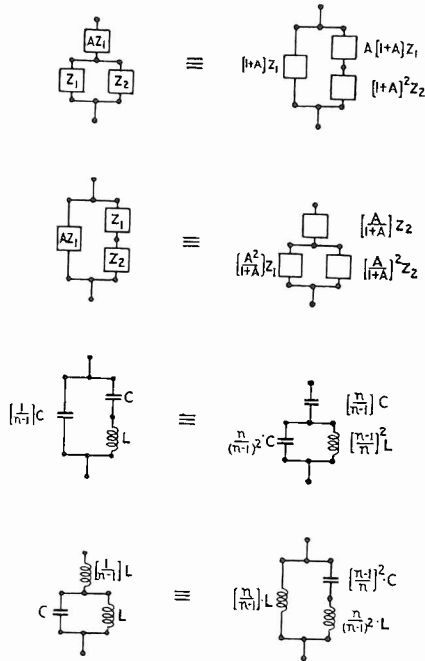 AZ₁
Z₁ Z₂
≡
[1+A]Z₁
A[1+A]Z₁
[1+A]²Z₂
AZ₁
Z₁
Z₂
≡
[A/1+A]Z₂
[A²/1+A]Z₁ [A/1+A]²Z₂
[1/n-1]C
C
L
≡
[n/n-1]C
n/(n-1)²·C [n-1/n]²L
[1/n-1]L
C L
≡
[n/n-1]·L
[n-1/n]²·C
n/(n-1)²·L